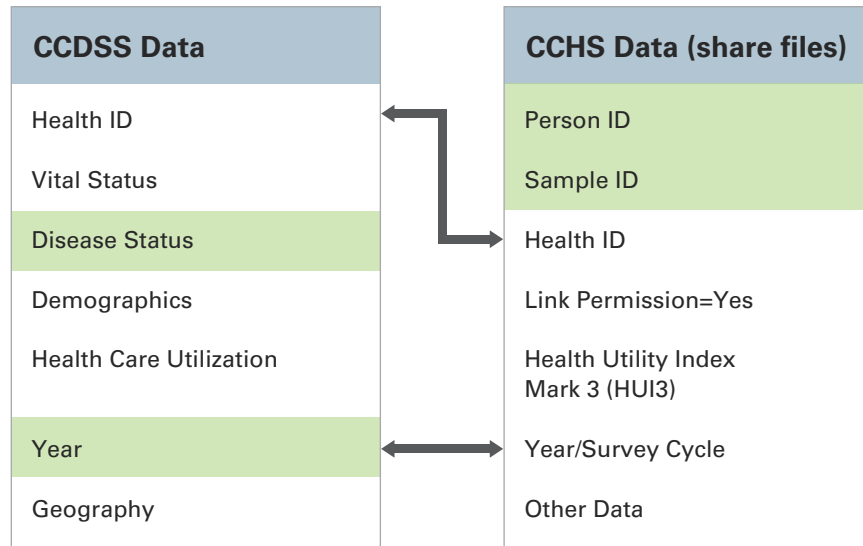 CCDSS Data
Health ID
Vital Status
Disease Status
Demographics
Health Care Utilization
Year
Geography
CCHS Data (share files)
Person ID
Sample ID
Health ID
Link Permission=Yes
Health Utility Index
Mark 3 (HUI3)
Year/Survey Cycle
Other Data